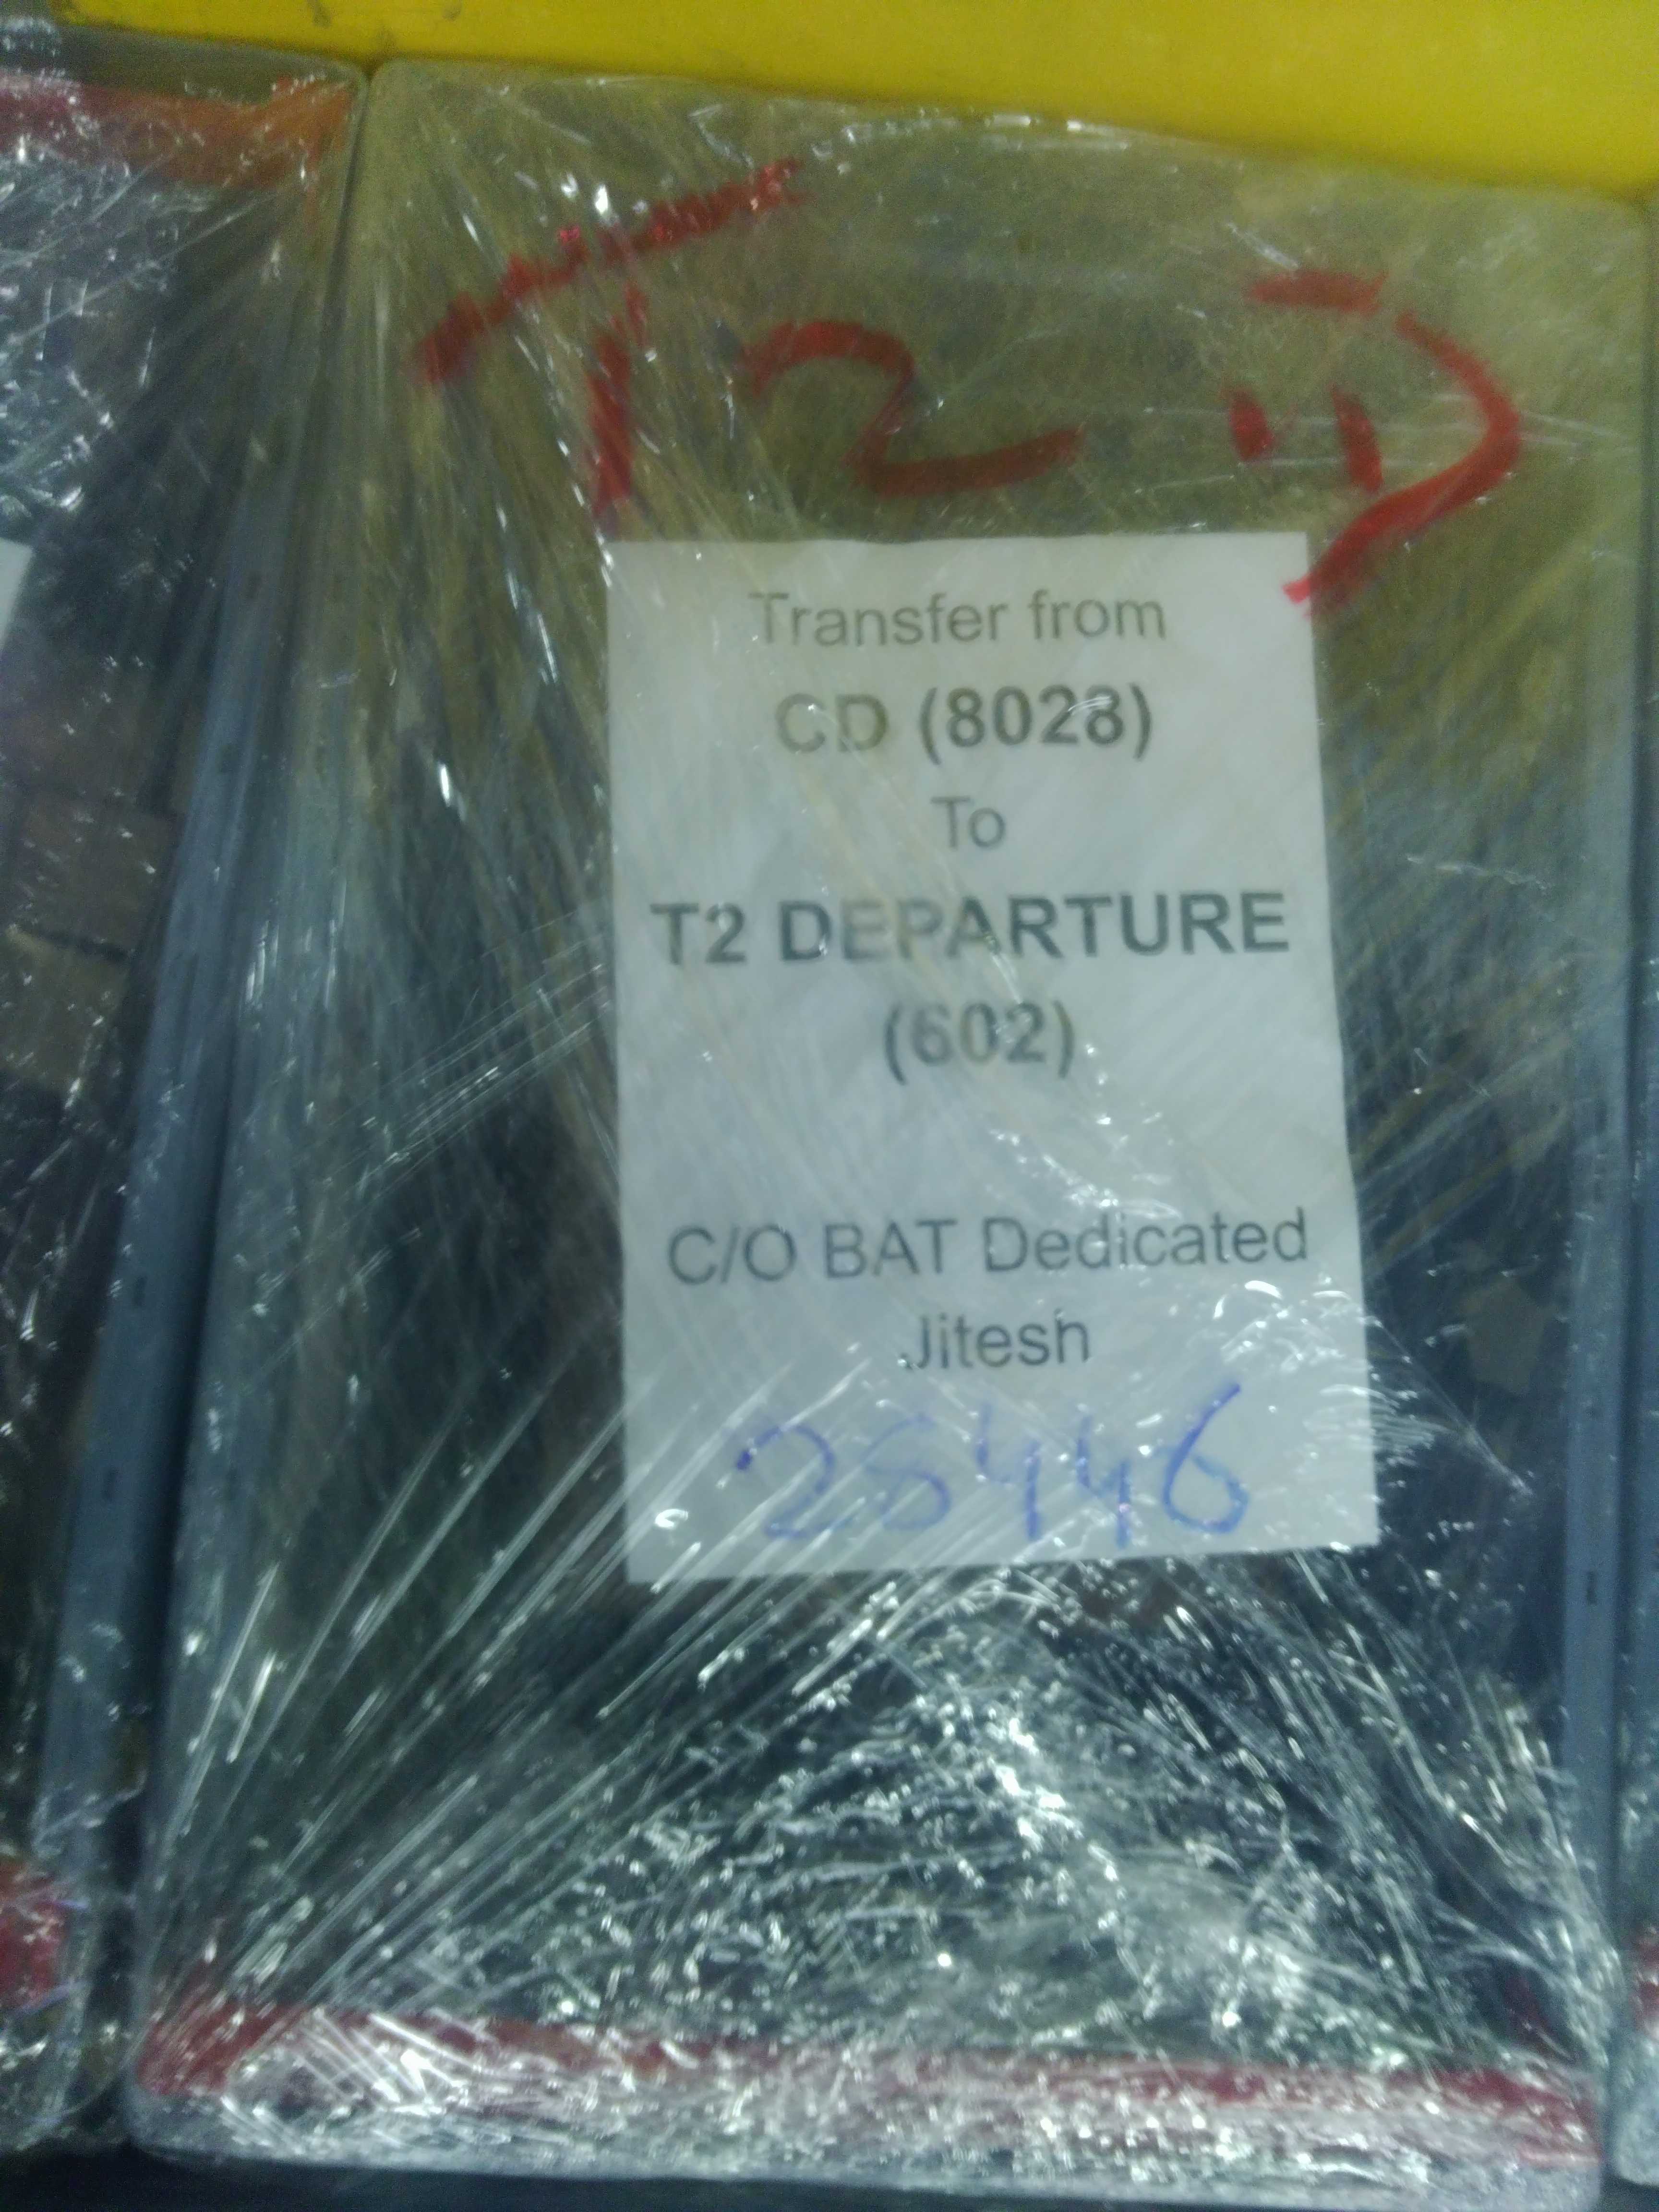 T2 D
Transfer from
CD (8028)
To
T2 DEPARTURE
(602)
C/O BAT Dedicated
Jitesh
28446